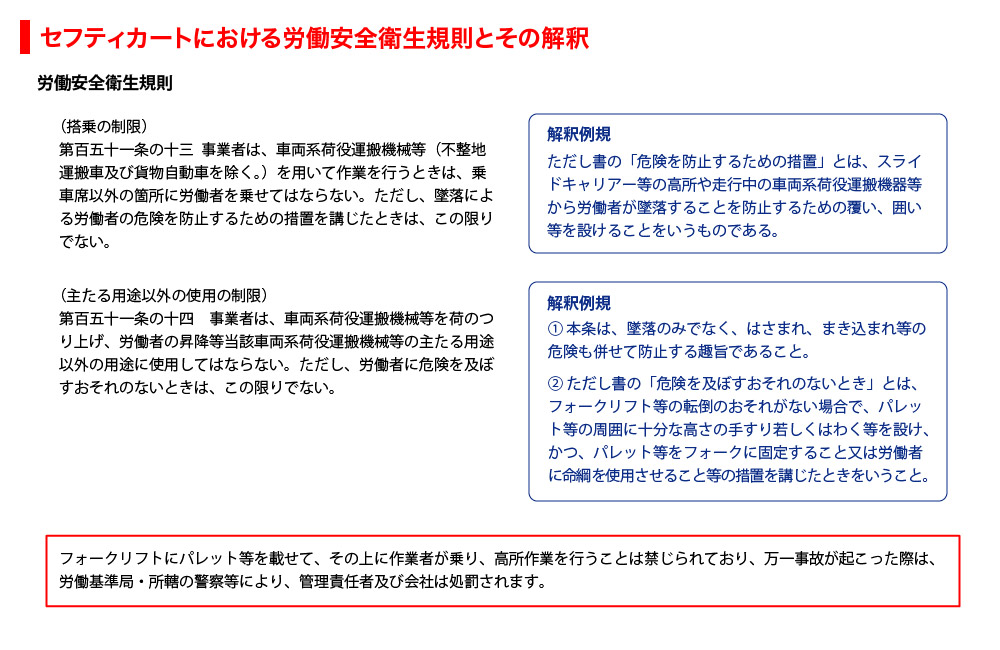 セフティカートにおける労働安全衛生規則とその解釈
労働安全衛生規則
（搭乗の制限）
第百五十一条の十三 事業者は、車両系荷役運搬機械等（不整地
運搬車及び貨物自動車を除く。）を用いて作業を行うときは、乗
車席以外の箇所に労働者を乗せてはならない。ただし、墜落によ
る労働者の危険を防止するための措置を講じたときは、この限り
でない。
解釈例規
ただし書の「危険を防止するための措置」とは、スライ
ドキャリアー等の高所や走行中の車両系荷役運搬機器等
から労働者が墜落することを防止するための覆い、囲い
等を設けることをいうものである。
（主たる用途以外の使用の制限）
第百五十一条の十四　事業者は、車両系荷役運搬機械等を荷のつ
り上げ、労働者の昇降等当該車両系荷役運搬機械等の主たる用途
以外の用途に使用してはならない。ただし、労働者に危険を及ぼ
すおそれのないときは、この限りでない。
解釈例規
① 本条は、墜落のみでなく、はさまれ、まき込まれ等の
危険も併せて防止する趣旨であること。
② ただし書の「危険を及ぼすおそれのないとき」とは、
フォークリフト等の転倒のおそれがない場合で、パレッ
ト等の周囲に十分な高さの手すり若しくはわく等を設け、
かつ、パレット等をフォークに固定すること又は労働者
に命綱を使用させること等の措置を講じたときをいうこと。
フォークリフトにパレット等を載せて、その上に作業者が乗り、高所作業を行うことは禁じられており、万一事故が起こった際は、
労働基準局・所轄の警察等により、管理責任者及び会社は処罰されます。